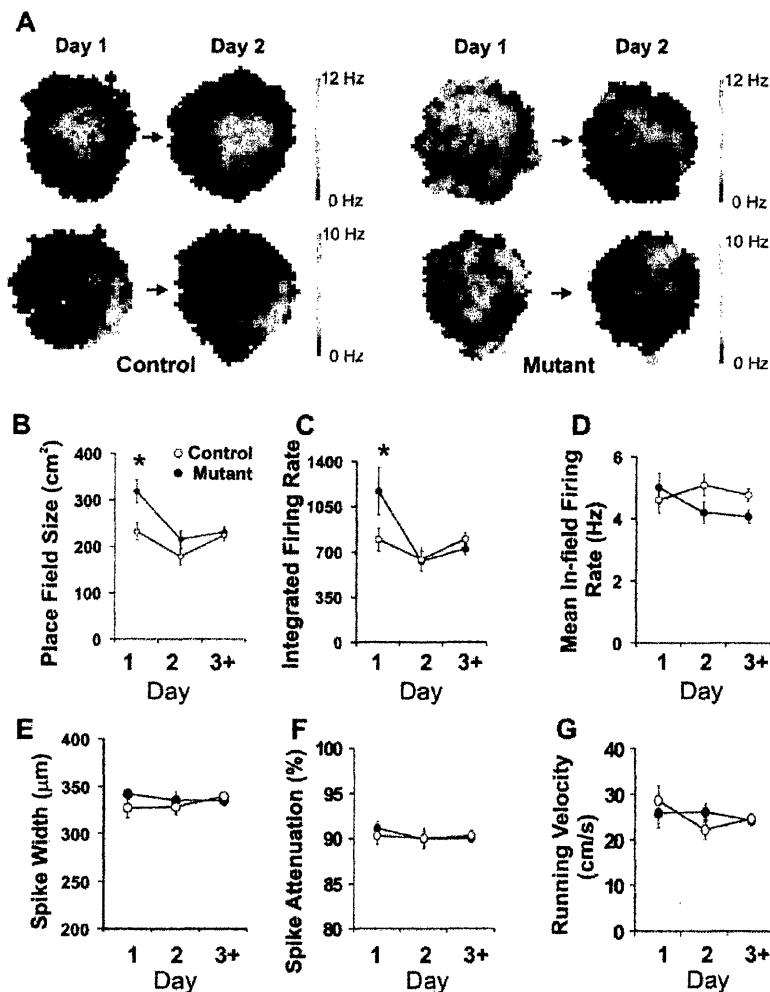 A
Day 1
Day 2
Day 1
Day 2
12 Hz
0 Hz
12 Hz
0 Hz
10 Hz
0 Hz
10 Hz
0 Hz
Control
Mutant
B
Place Field Size (cm²)
400
300
200
100
0
*
Control
Mutant
1 2 3+
Day
C
Integrated Firing Rate
1400
1050
700
350
0
*
1 2 3+
Day
D
Mean In-field Firing
Rate (Hz)
6
4
2
0
1 2 3+
Day
E
Spike Width (μm)
400
350
300
250
200
1 2 3+
Day
F
Spike Attenuation (%)
100
95
90
85
80
1 2 3+
Day
G
Running Velocity
(cm/s)
40
30
20
10
0
1 2 3+
Day